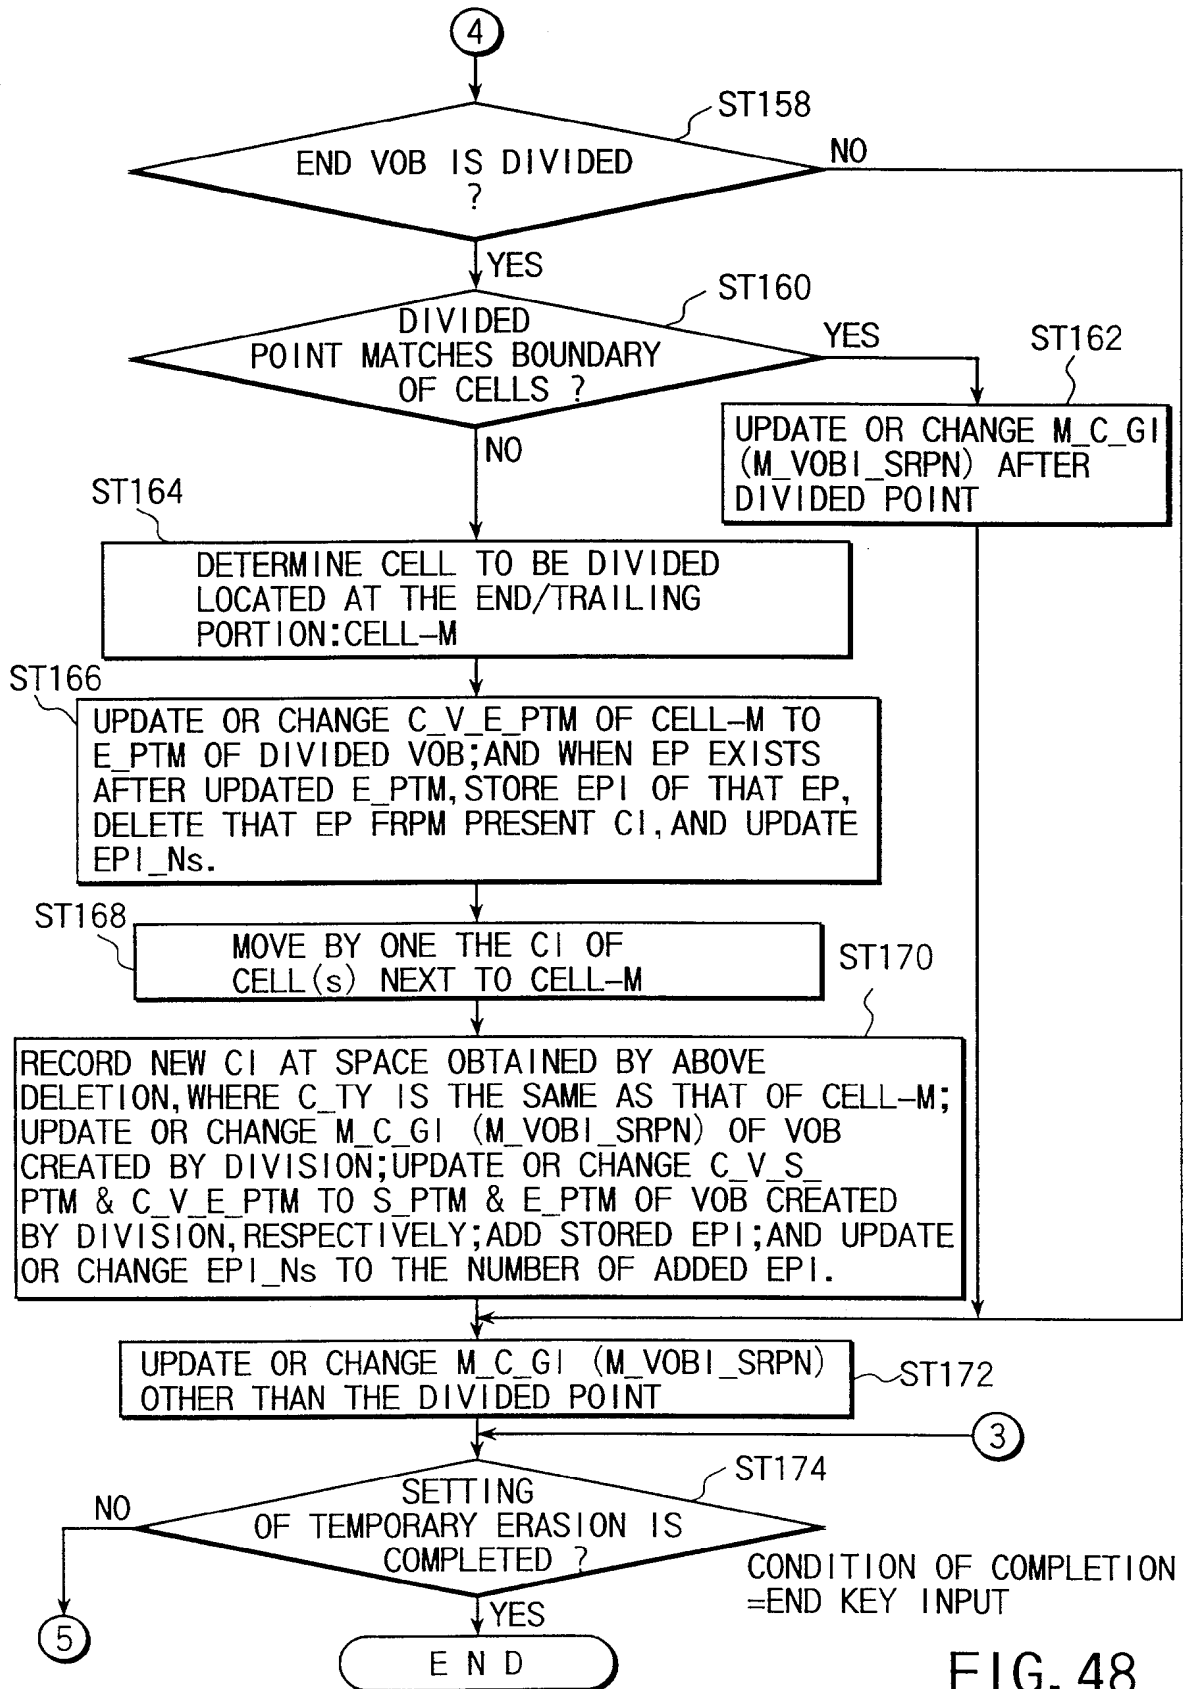 4
ST158
END VOB IS DIVIDED
?
NO
YES
ST160
DIVIDED
POINT MATCHES BOUNDARY
OF CELLS ?
YES
ST162
NO
UPDATE OR CHANGE M_C_GI
(M_VOBI_SRPN) AFTER
DIVIDED POINT
ST164
DETERMINE CELL TO BE DIVIDED
LOCATED AT THE END/TRAILING
PORTION:CELL-M
ST166
UPDATE OR CHANGE C_V_E_PTM OF CELL-M TO
E_PTM OF DIVIDED VOB;AND WHEN EP EXISTS
AFTER UPDATED E_PTM,STORE EPI OF THAT EP,
DELETE THAT EP FRPM PRESENT CI,AND UPDATE
EPI_Ns.
ST168
MOVE BY ONE THE CI OF
CELL(s) NEXT TO CELL-M
ST170
RECORD NEW CI AT SPACE OBTAINED BY ABOVE
DELETION,WHERE C_TY IS THE SAME AS THAT OF CELL-M;
UPDATE OR CHANGE M_C_GI (M_VOBI_SRPN) OF VOB
CREATED BY DIVISION;UPDATE OR CHANGE C_V_S_
PTM & C_V_E_PTM TO S_PTM & E_PTM OF VOB CREATED
BY DIVISION,RESPECTIVELY;ADD STORED EPI;AND UPDATE
OR CHANGE EPI_Ns TO THE NUMBER OF ADDED EPI.
UPDATE OR CHANGE M_C_GI (M_VOBI_SRPN)
OTHER THAN THE DIVIDED POINT
ST172
3
ST174
NO
SETTING
OF TEMPORARY ERASION IS
COMPLETED ?
CONDITION OF COMPLETION
=END KEY INPUT
YES
5
END
FIG. 48